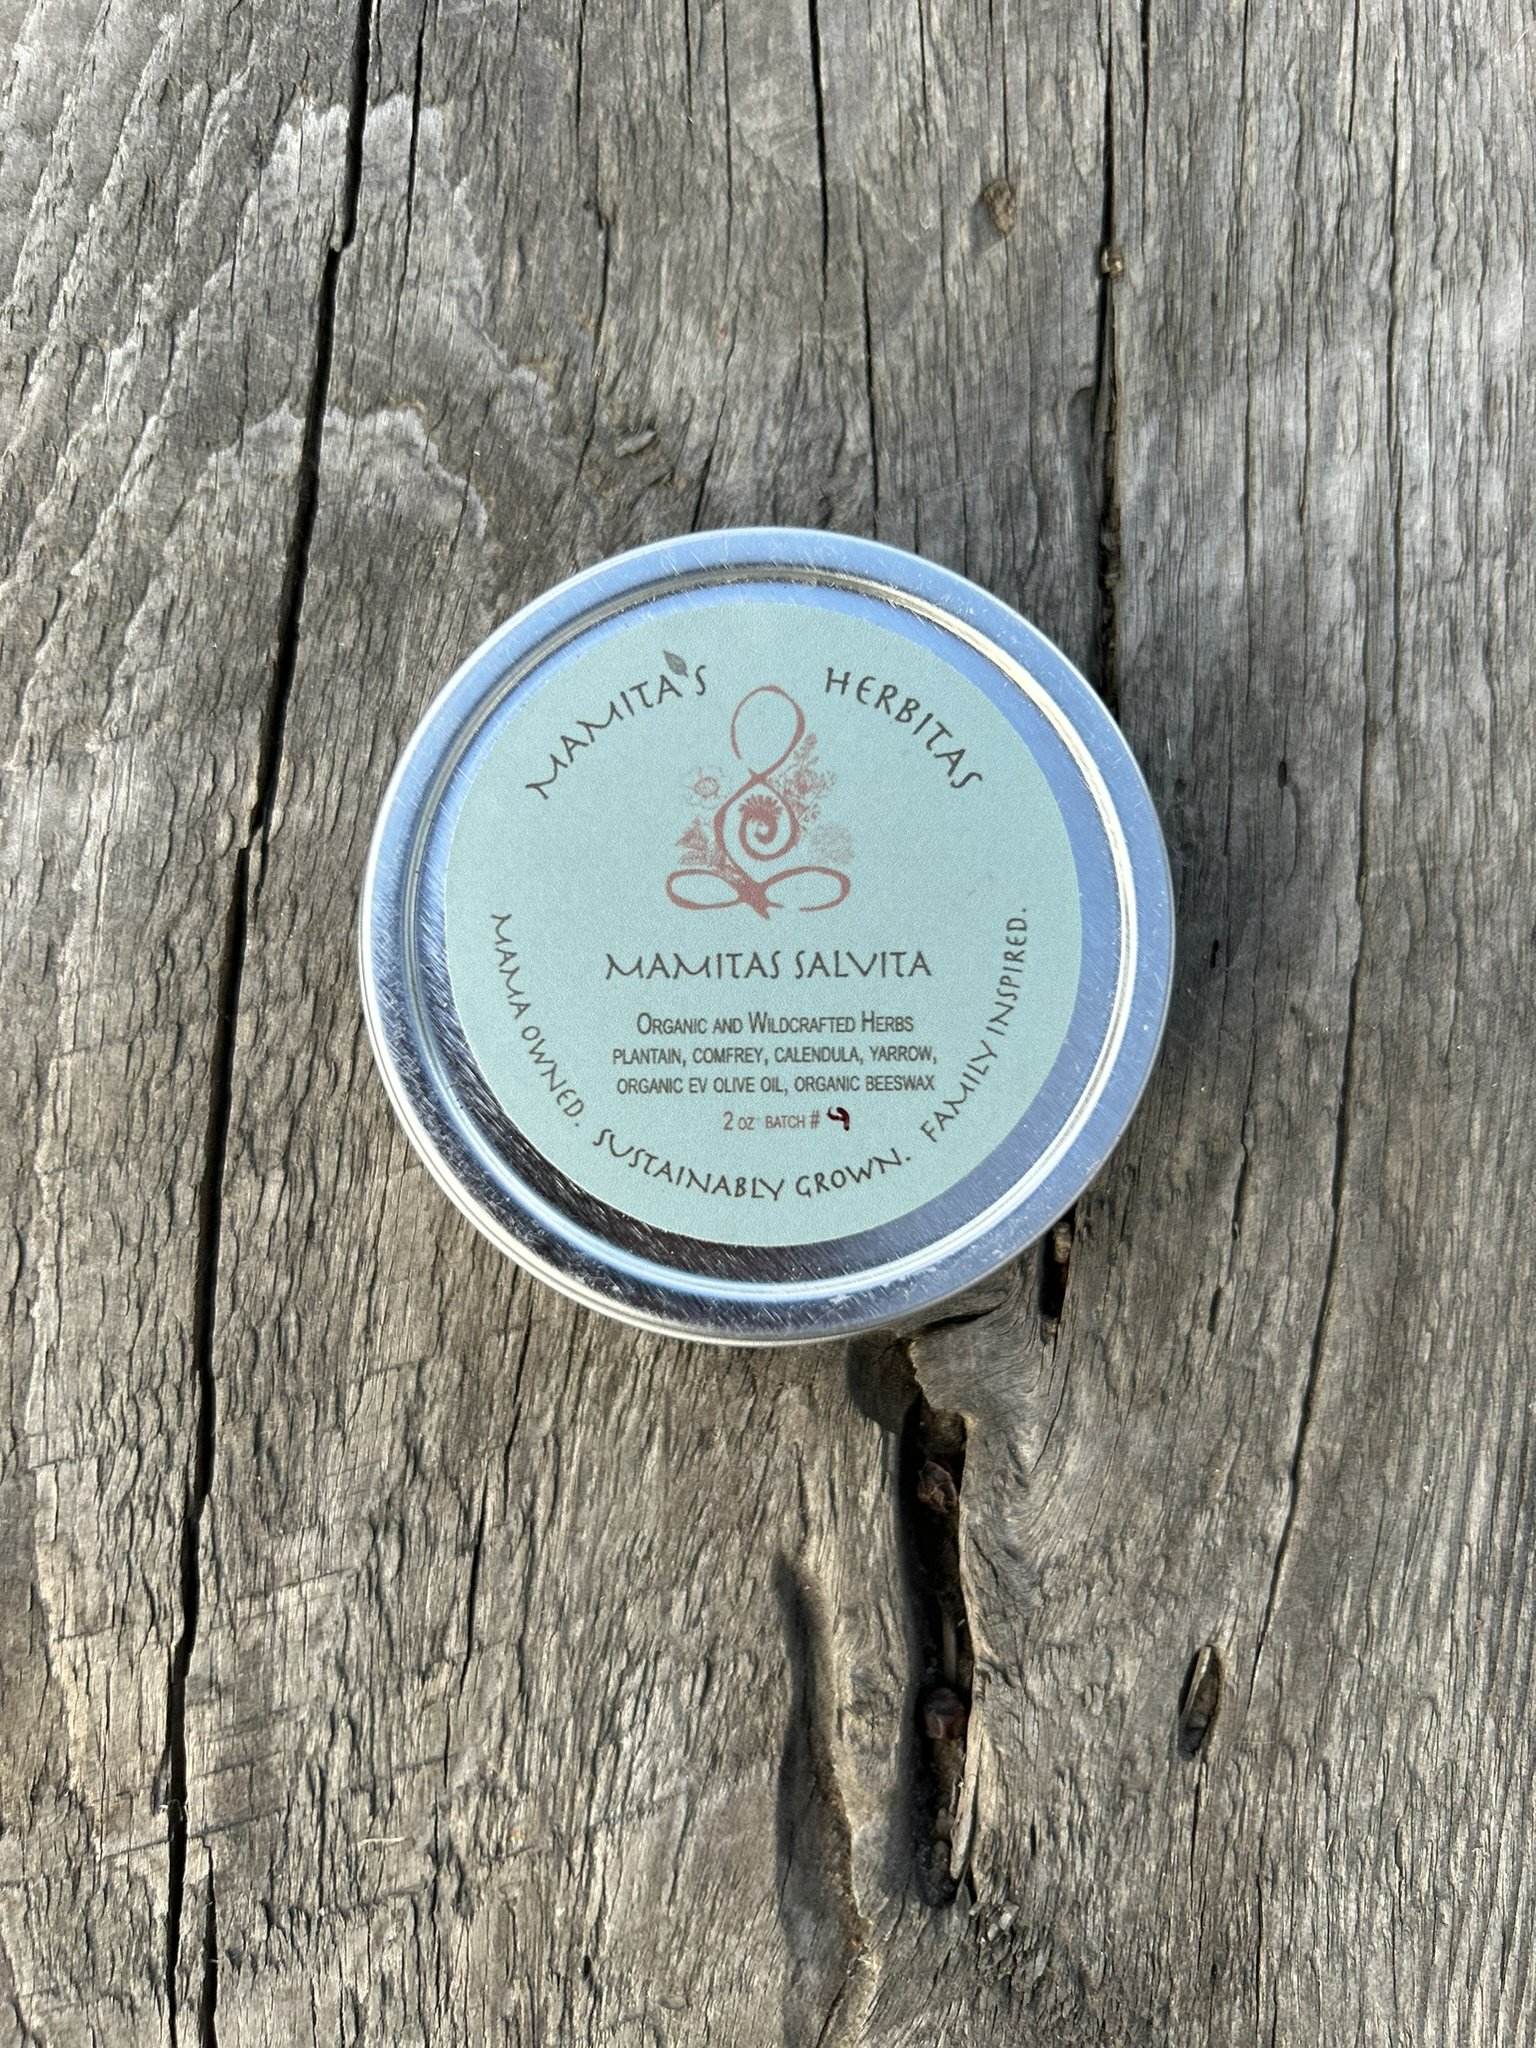 MAMITA'S HERBITAS
MAMITAS SALVITA
ORGANIC AND WILDCRAFTED HERBS
PLANTAIN, COMFREY, CALENDULA, YARROW,
ORGANIC EV OLIVE OIL, ORGANIC BEESWAX
2 OZ BATCH # 9
MAMA OWNED. SUSTAINABLY GROWN. FAMILY INSPIRED.